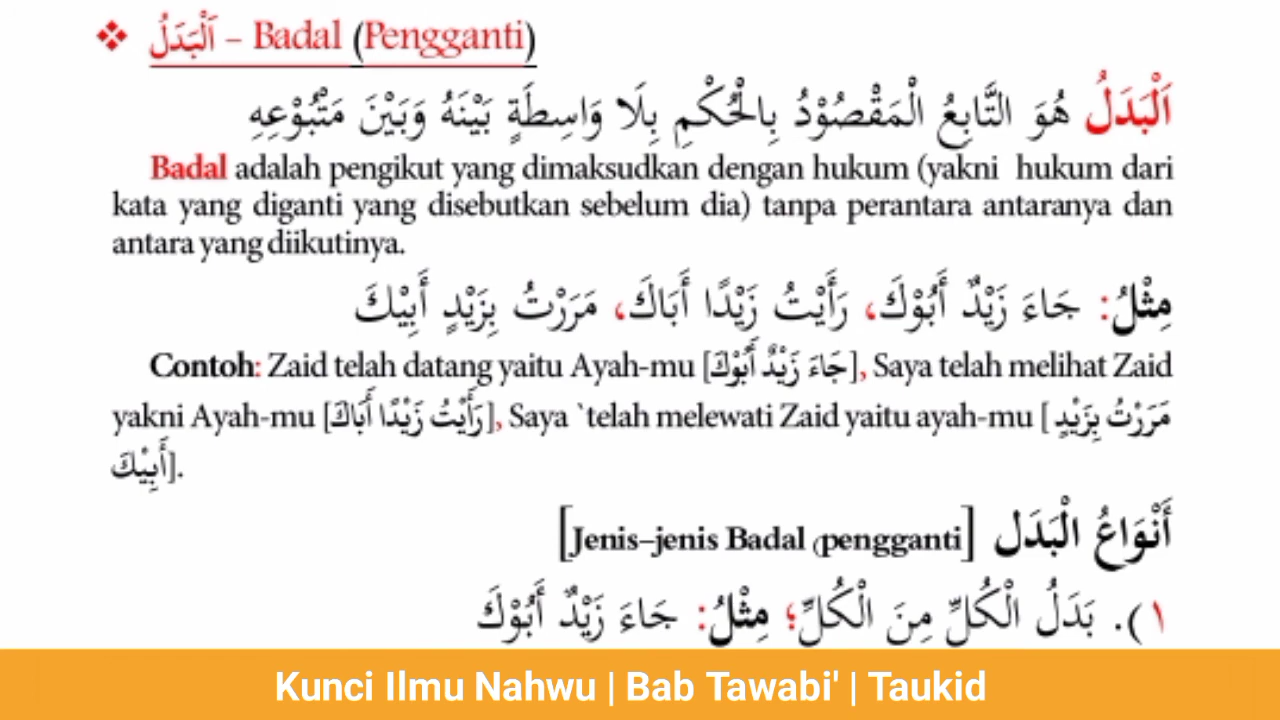 ❖ اَلْبَدَلُ – Badal (Pengganti)
اَلْبَدَلُ هُوَ التَّابِعُ الْمَقْصُوْدُ بِالْحُكْمِ بِلَا وَاسِطَةٍ بَيْنَهُ وَبَيْنَ مَتْبُوْعِهِ
Badal adalah pengikut yang dimaksudkan dengan hukum (yakni hukum dari
kata yang diganti yang disebutkan sebelum dia) tanpa perantara antaranya dan
antara yang diikutinya.
مِثْلُ: جَاءَ زَيْدٌ أَبُوْكَ، رَأَيْتُ زَيْدًا أَبَاكَ، مَرَرْتُ بِزَيْدٍ أَبِيْكَ
Contoh: Zaid telah datang yaitu Ayah-mu [جَاءَ زَيْدٌ أَبُوْكَ], Saya telah melihat Zaid
yakni Ayah-mu [رَأَيْتُ زَيْدًا أَبَاكَ], Saya `telah melewati Zaid yaitu ayah-mu [مَرَرْتُ بِزَيْدٍ
أَبِيْكَ].
أَنْوَاعُ الْبَدَل [Jenis–jenis Badal (pengganti]
١). بَدَلُ الْكُلِّ مِنَ الْكُلِّ؛ مِثْلُ: جَاءَ زَيْدٌ أَبُوْكَ
Kunci Ilmu Nahwu | Bab Tawabi' | Taukid